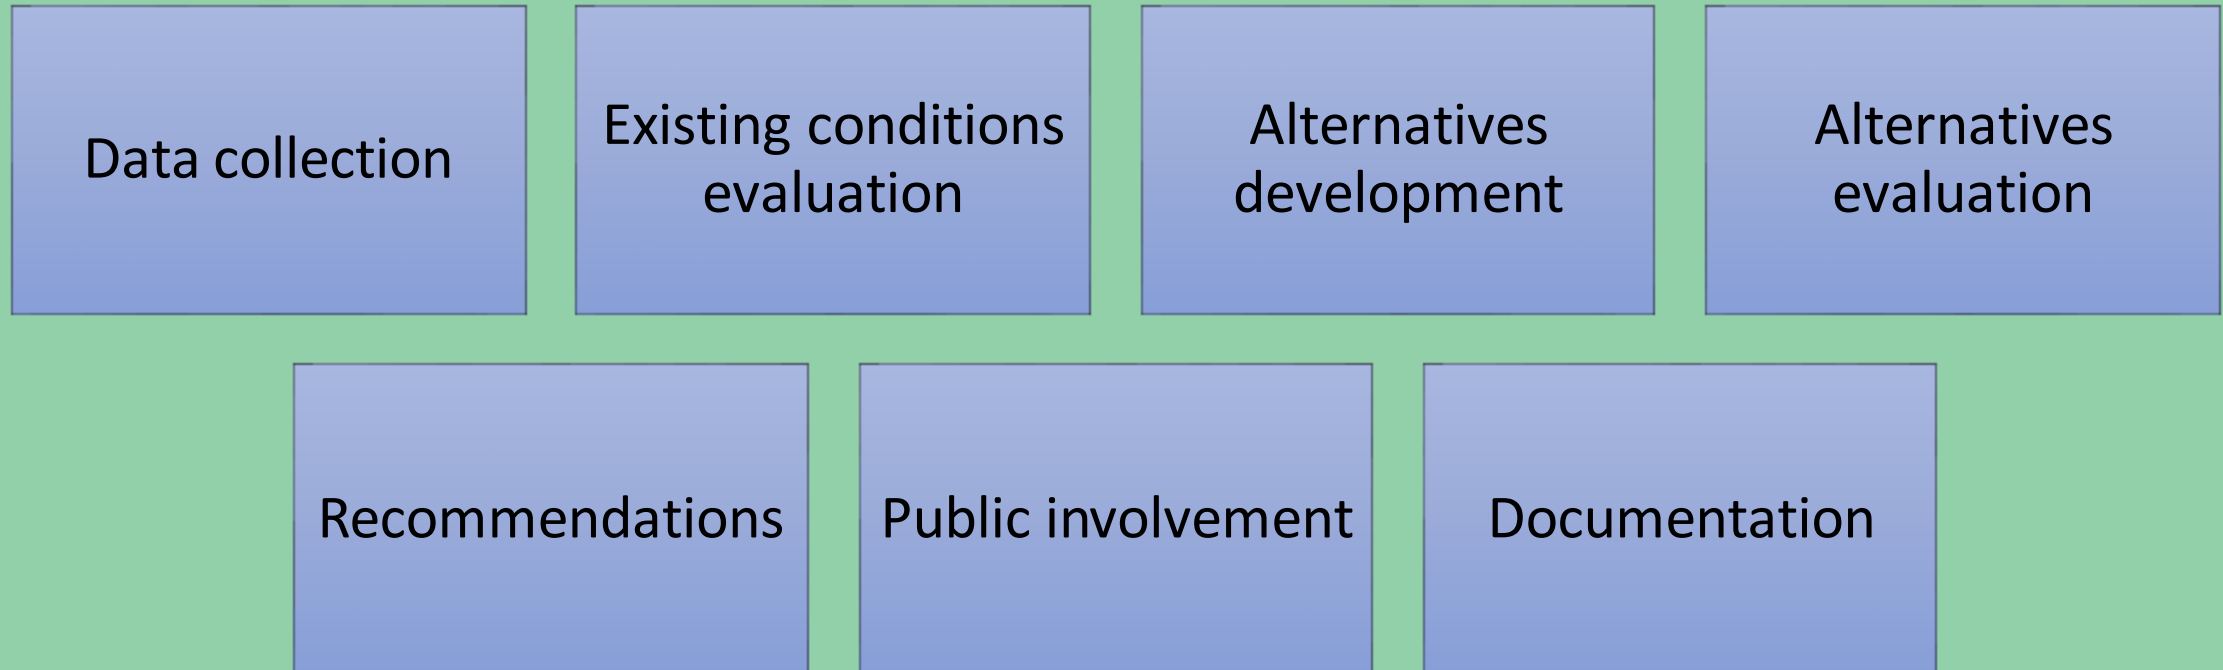 Data collection
Existing conditions
evaluation
Alternatives
development
Alternatives
evaluation
Recommendations
Public involvement
Documentation